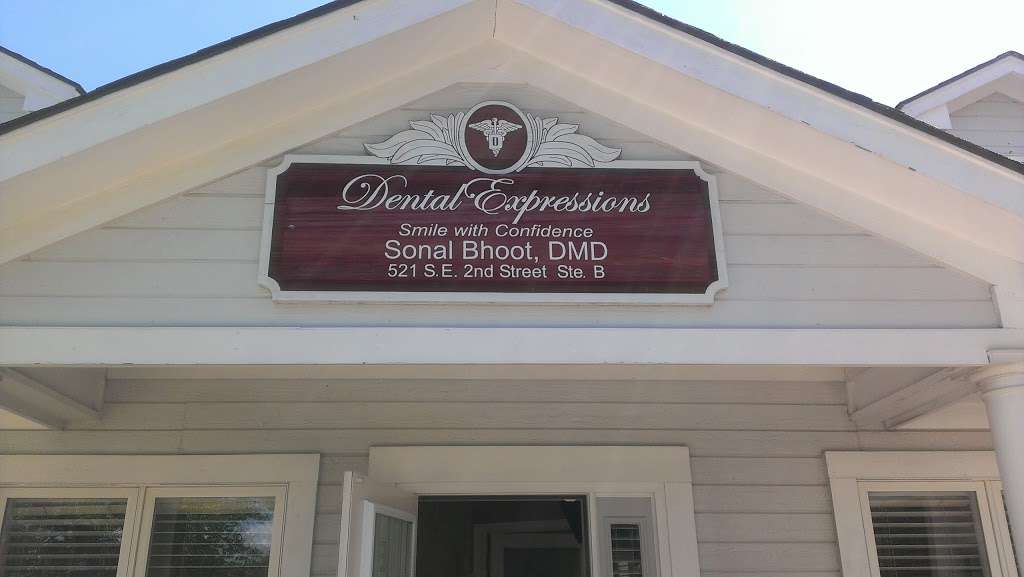 D
Dental Expressions
Smile with Confidence
Sonal Bhoot, DMD
521 S.E. 2nd Street Ste. B